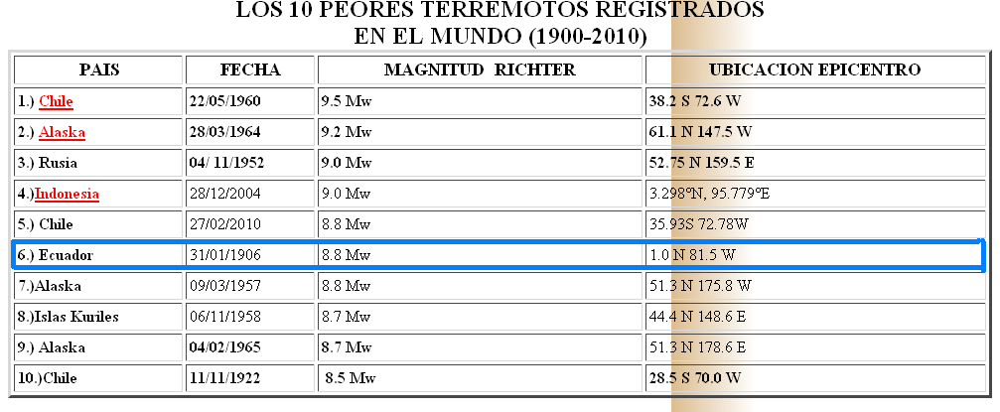 LOS 10 PEORES TERREMOTOS REGISTRADOS
EN EL MUNDO (1900-2010)
PAIS FECHA MAGNITUD RICHTER UBICACION EPICENTRO
1.) Chile 22/05/1960 9.5 Mw 38.2 S 72.6 W
2.) Alaska 28/03/1964 9.2 Mw 61.1 N 147.5 W
3.) Rusia 04/ 11/1952 9.0 Mw 52.75 N 159.5 E
4.)Indonesia 28/12/2004 9.0 Mw 3.298ºN, 95.779ºE
5.) Chile 27/02/2010 8.8 Mw 35.93S 72.78W
6.) Ecuador 31/01/1906 8.8 Mw 1.0 N 81.5 W
7.)Alaska 09/03/1957 8.8 Mw 51.3 N 175.8 W
8.)Islas Kuriles 06/11/1958 8.7 Mw 44.4 N 148.6 E
9.) Alaska 04/02/1965 8.7 Mw 51.3 N 178.6 E
10.)Chile 11/11/1922 8.5 Mw 28.5 S 70.0 W